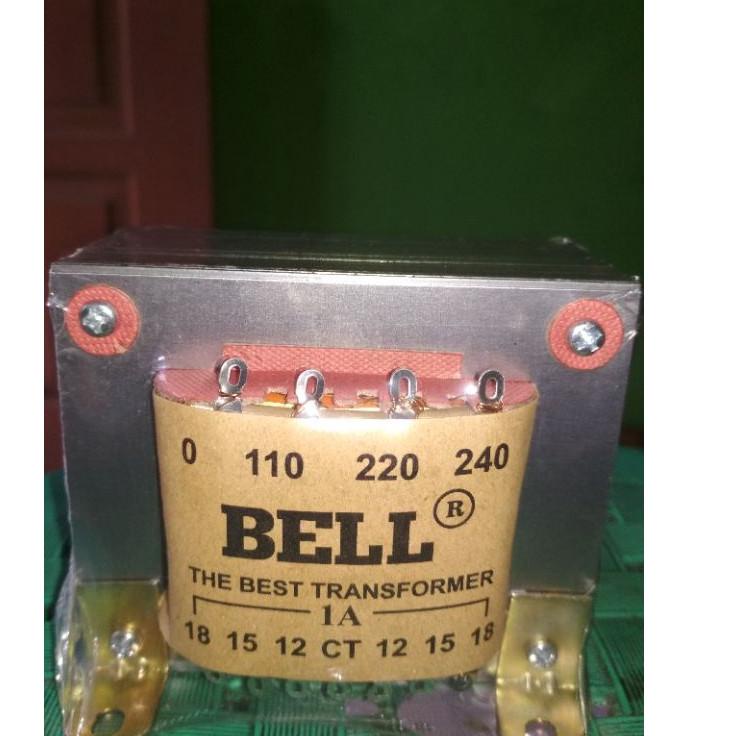 0 110 220 240
BELL ®
THE BEST TRANSFORMER
1A
18 15 12 CT 12 15 18